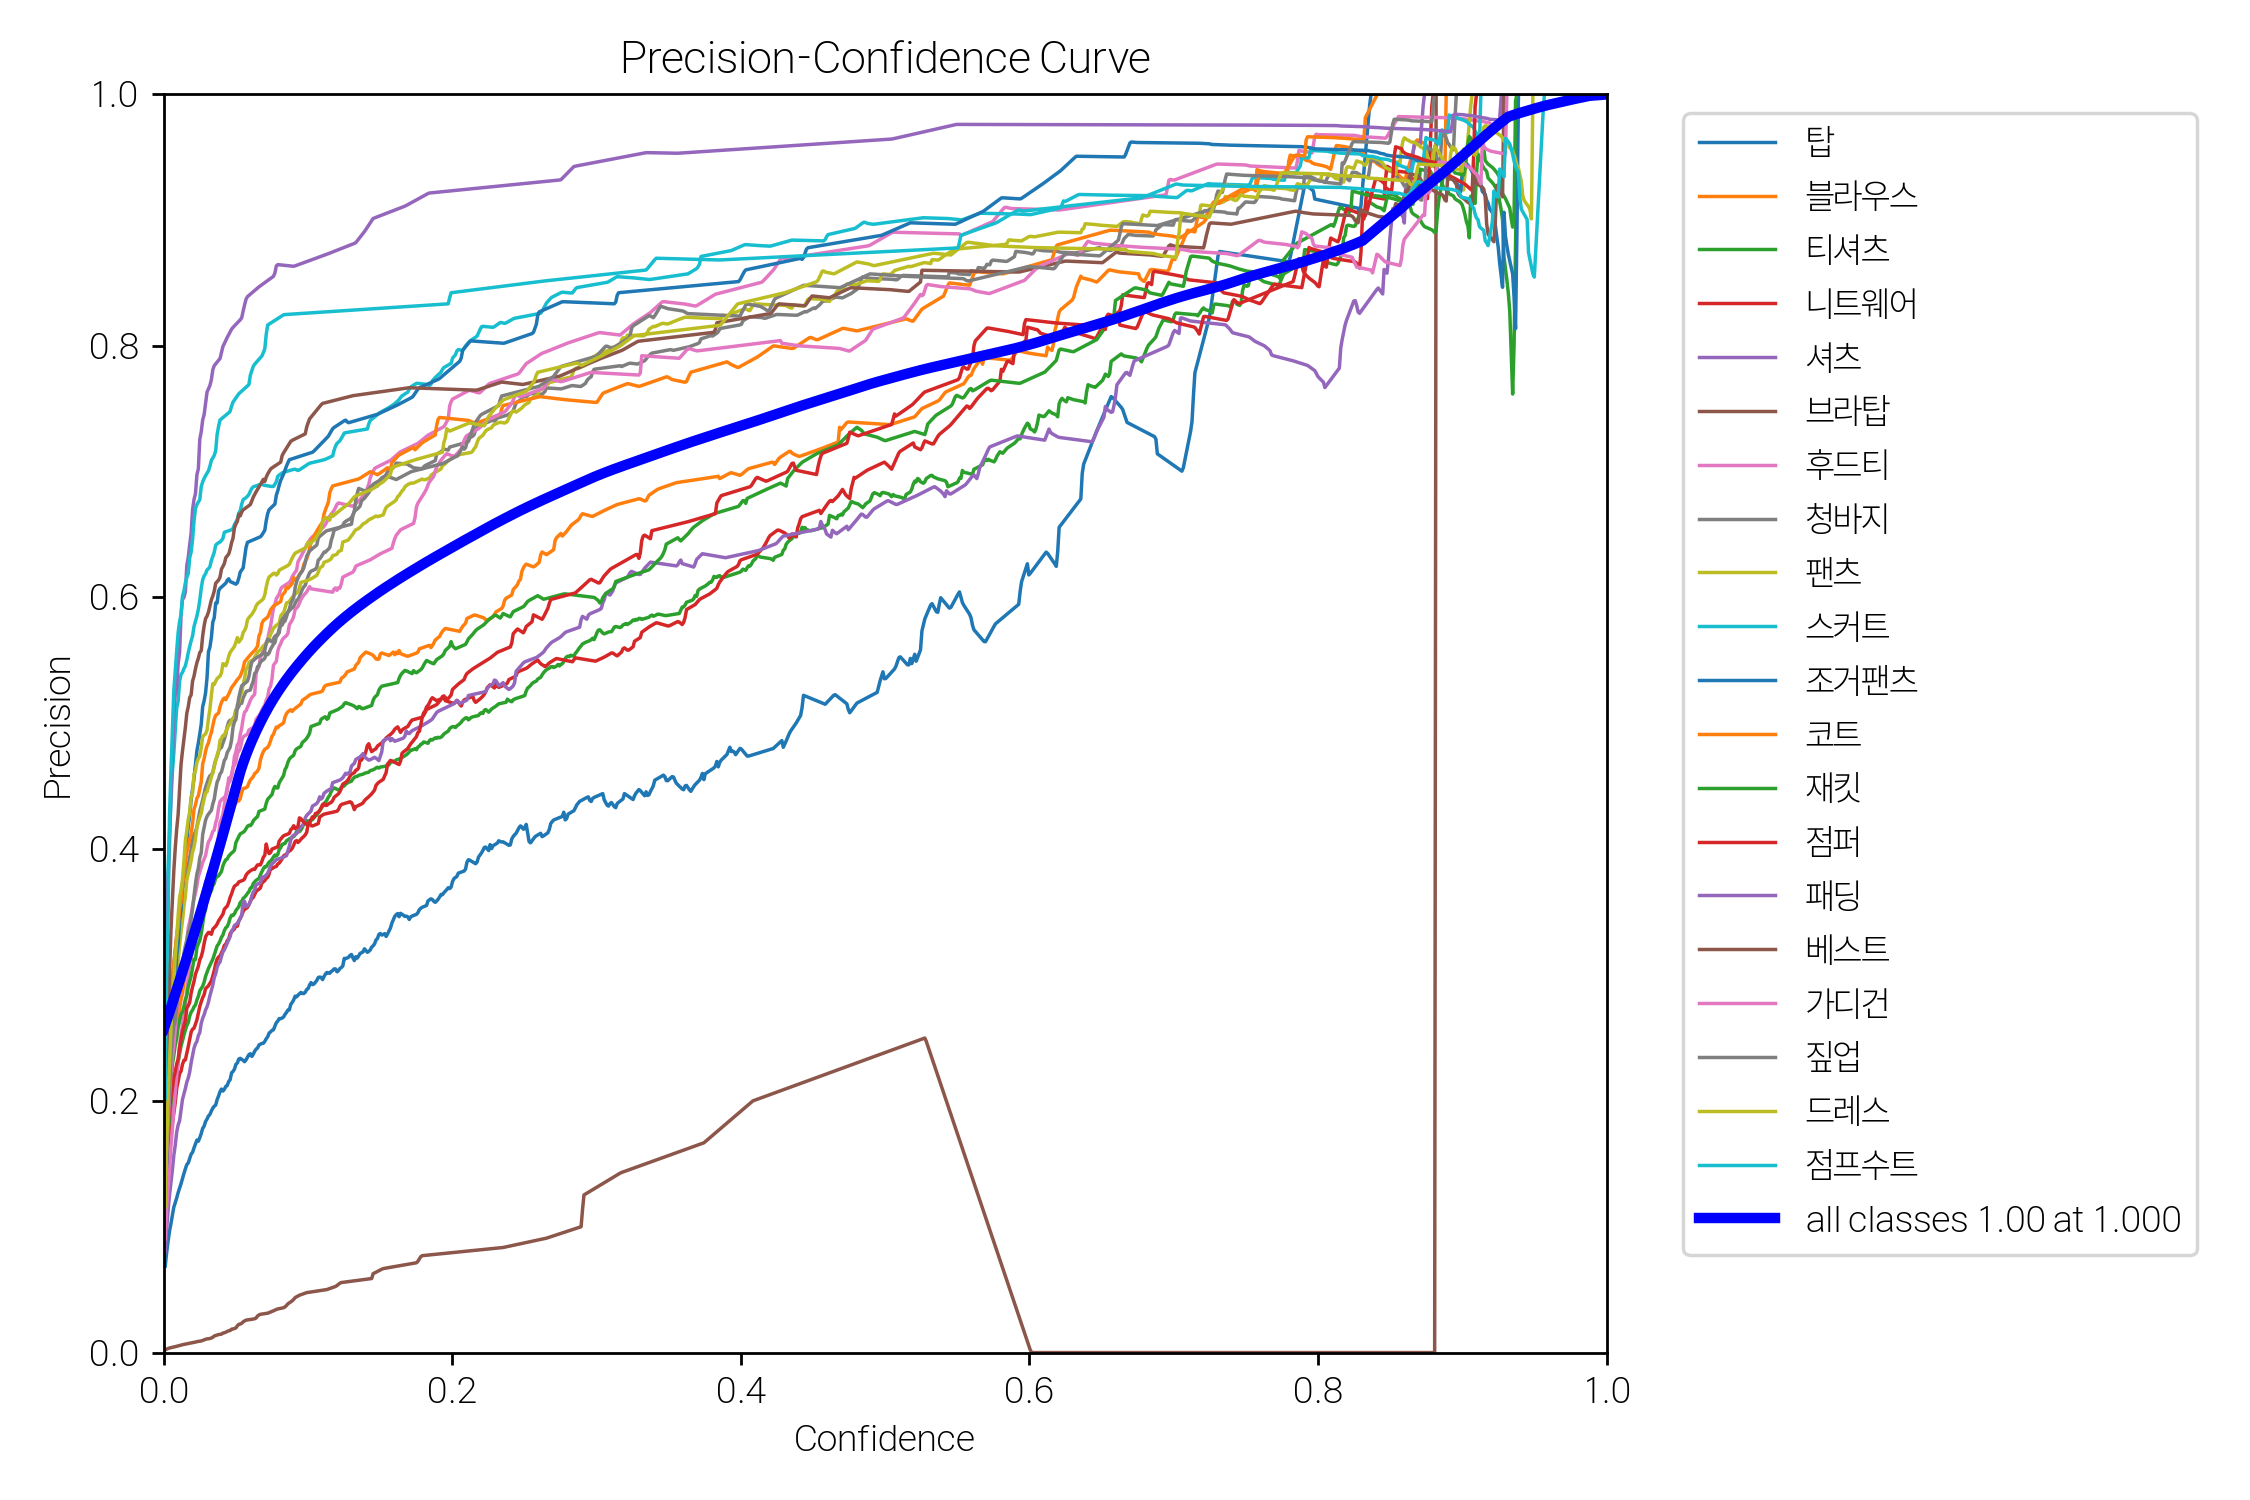 Precision-Confidence Curve
1.0
0.8
0.6
0.4
0.2
0.0
Precision
0.0 0.2 0.4 0.6 0.8 1.0
Confidence
탑
블라우스
티셔츠
니트웨어
셔츠
브라탑
후드티
청바지
팬츠
스커트
조거팬츠
코트
재킷
점퍼
패딩
베스트
가디건
짚업
드레스
점프수트
all classes 1.00 at 1.000